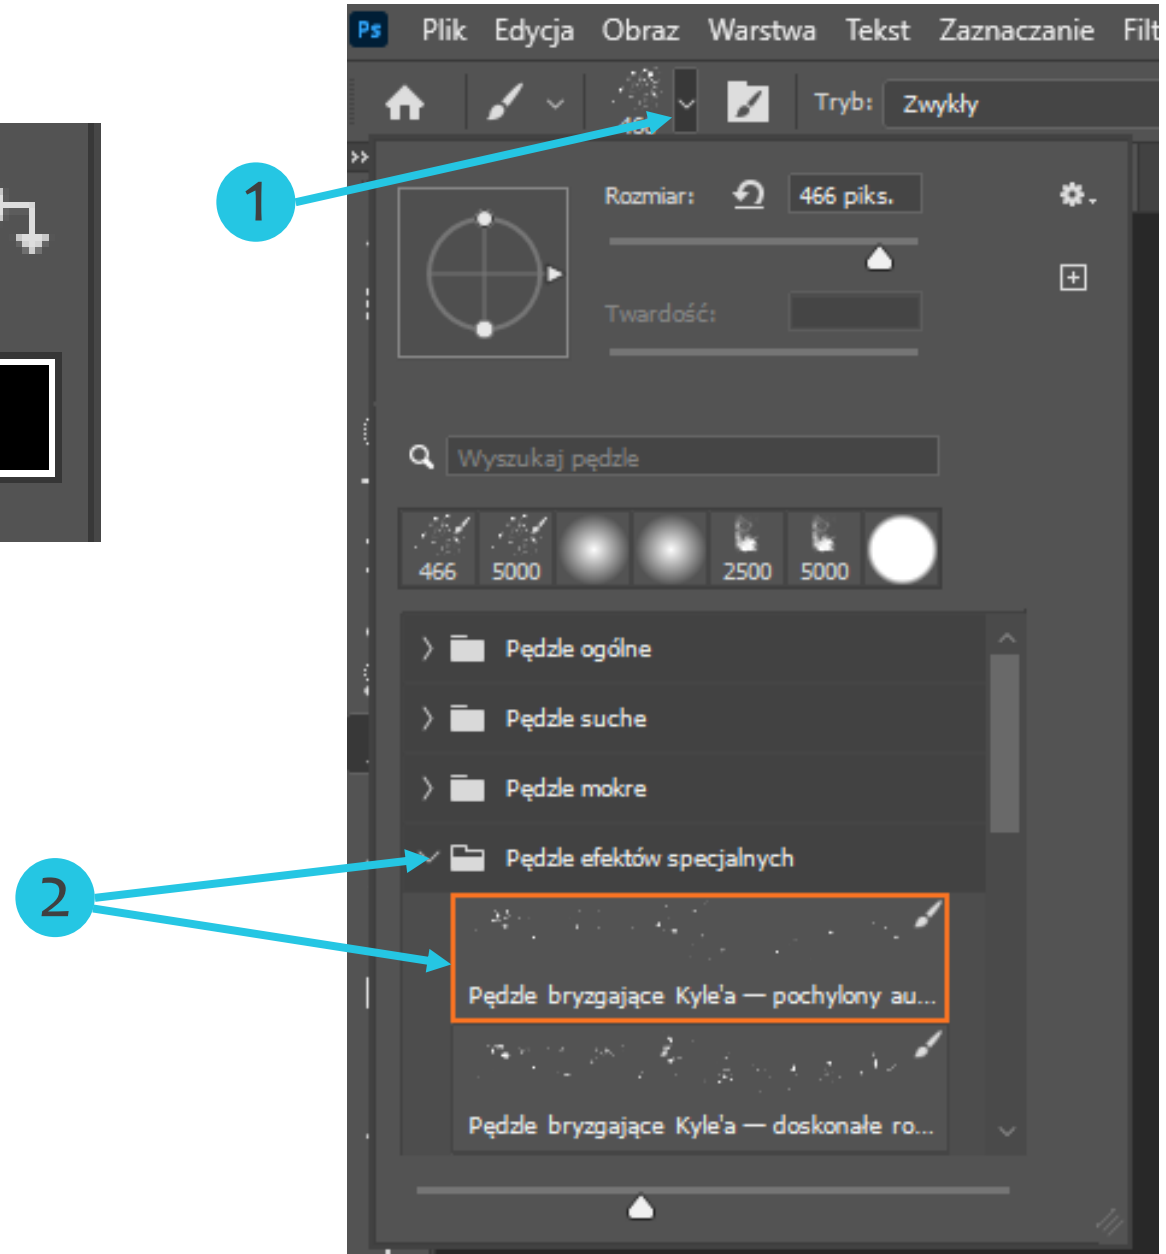 Ps Plik Edycja Obraz Warstwa Tekst Zaznaczanie Filt
466 Tryb: Zwykły
1
Rozmiar: 466 piks.
Twardość:
Wyszukaj pędzle
466 5000 2500 5000
Pędzle ogólne
Pędzle suche
Pędzle mokre
Pędzle efektów specjalnych
2
Pędzle bryzgające Kyle'a — pochylony au...
Pędzle bryzgające Kyle'a — doskonałe ro...